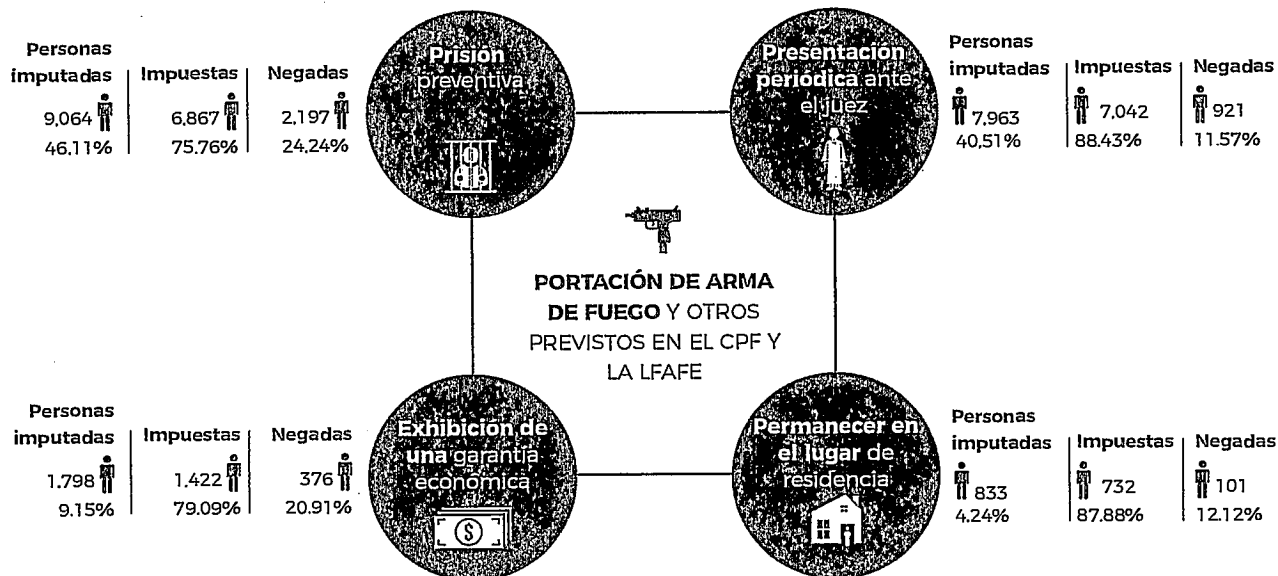 Personas
imputadas Impuestas Negadas
9,064 6,867 2,197
46.11% 75.76% 24.24%
Prisión
preventiva
Presentación
periódica ante
el juez
Personas
imputadas Impuestas Negadas
7,963 7,042 921
40.51% 88.43% 11.57%
PORTACIÓN DE ARMA
DE FUEGO Y OTROS
PREVISTOS EN EL CPF Y
LA LFAFE
Personas
imputadas Impuestas Negadas
1,798 1,422 376
9.15% 79.09% 20.91%
Exhibición de
una garantía
económica
$
Permanecer en
el lugar de
residencia
Personas
imputadas Impuestas Negadas
833 732 101
4.24% 87.88% 12.12%